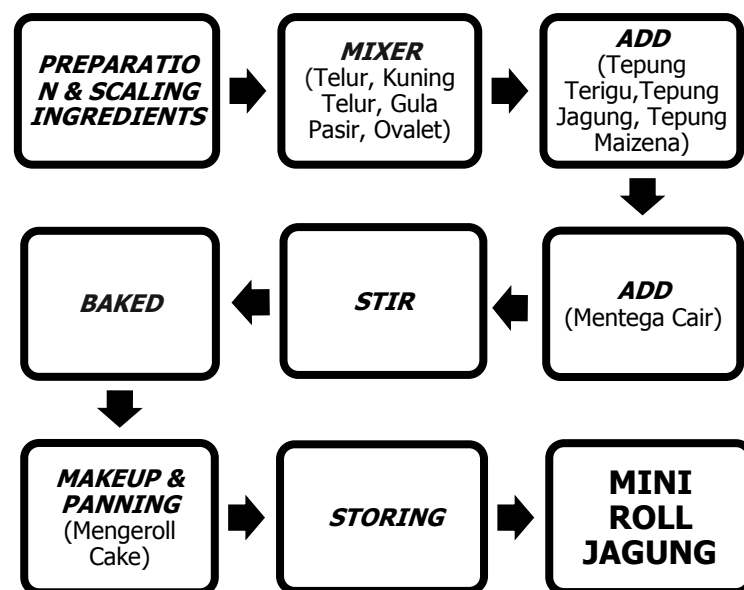 PREPARATIO
N & SCALING
INGREDIENTS
MIXER
(Telur, Kuning
Telur, Gula
Pasir, Ovalet)
ADD
(Tepung
Terigu,Tepung
Jagung, Tepung
Maizena)
ADD
(Mentega Cair)
STIR
BAKED
MAKEUP &
PANNING
(Mengeroll
Cake)
STORING
MINI
ROLL
JAGUNG